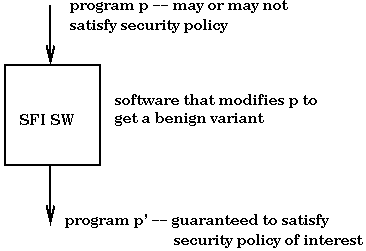 program p -- may or may not
satisfy security policy
SFI SW
software that modifies p to
get a benign variant
program p' -- guaranteed to satisfy
security policy of interest